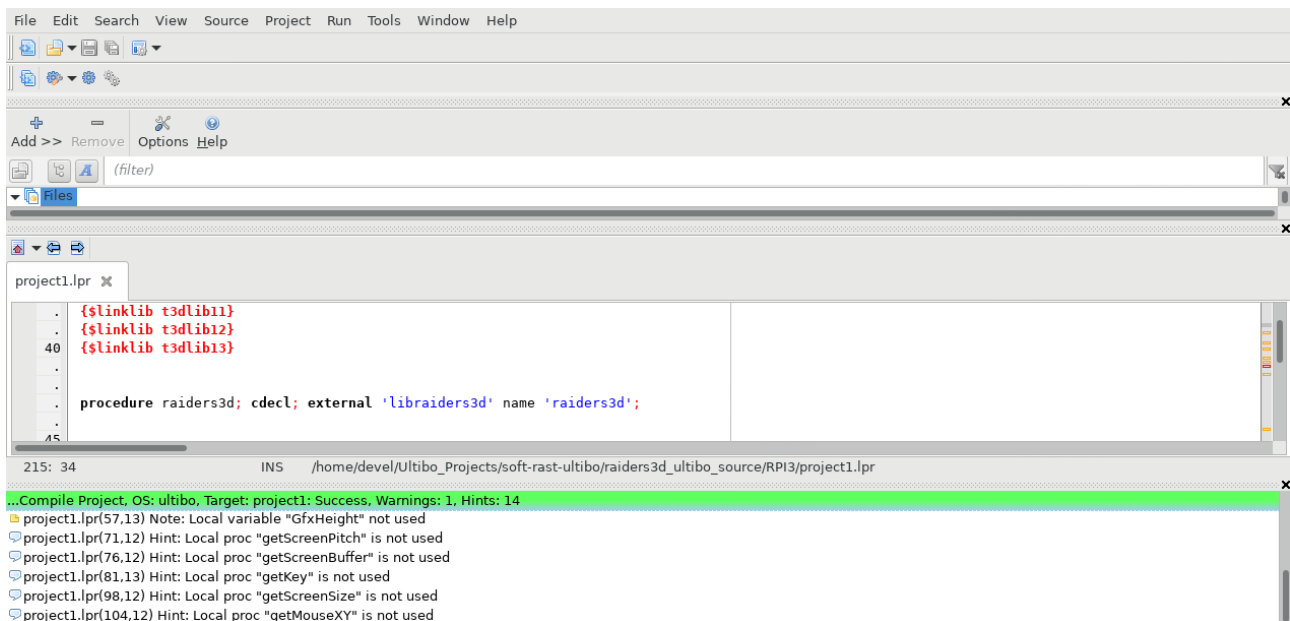 File Edit Search View Source Project Run Tools Window Help
Add >> Remove Options Help
(filter)
Files
project1.lpr
. {$linklib t3dlib11}
. {$linklib t3dlib12}
40 {$linklib t3dlib13}
.
.
. procedure raiders3d; cdecl; external 'libraiders3d' name 'raiders3d';
.
45
215: 34 INS /home/devel/Ultibo_Projects/soft-rast-ultibo/raiders3d_ultibo_source/RPI3/project1.lpr
...Compile Project, OS: ultibo, Target: project1: Success, Warnings: 1, Hints: 14
project1.lpr(57,13) Note: Local variable "GfxHeight" not used
project1.lpr(71,12) Hint: Local proc "getScreenPitch" is not used
project1.lpr(76,12) Hint: Local proc "getScreenBuffer" is not used
project1.lpr(81,13) Hint: Local proc "getKey" is not used
project1.lpr(98,12) Hint: Local proc "getScreenSize" is not used
project1.lpr(104,12) Hint: Local proc "getMouseXY" is not used